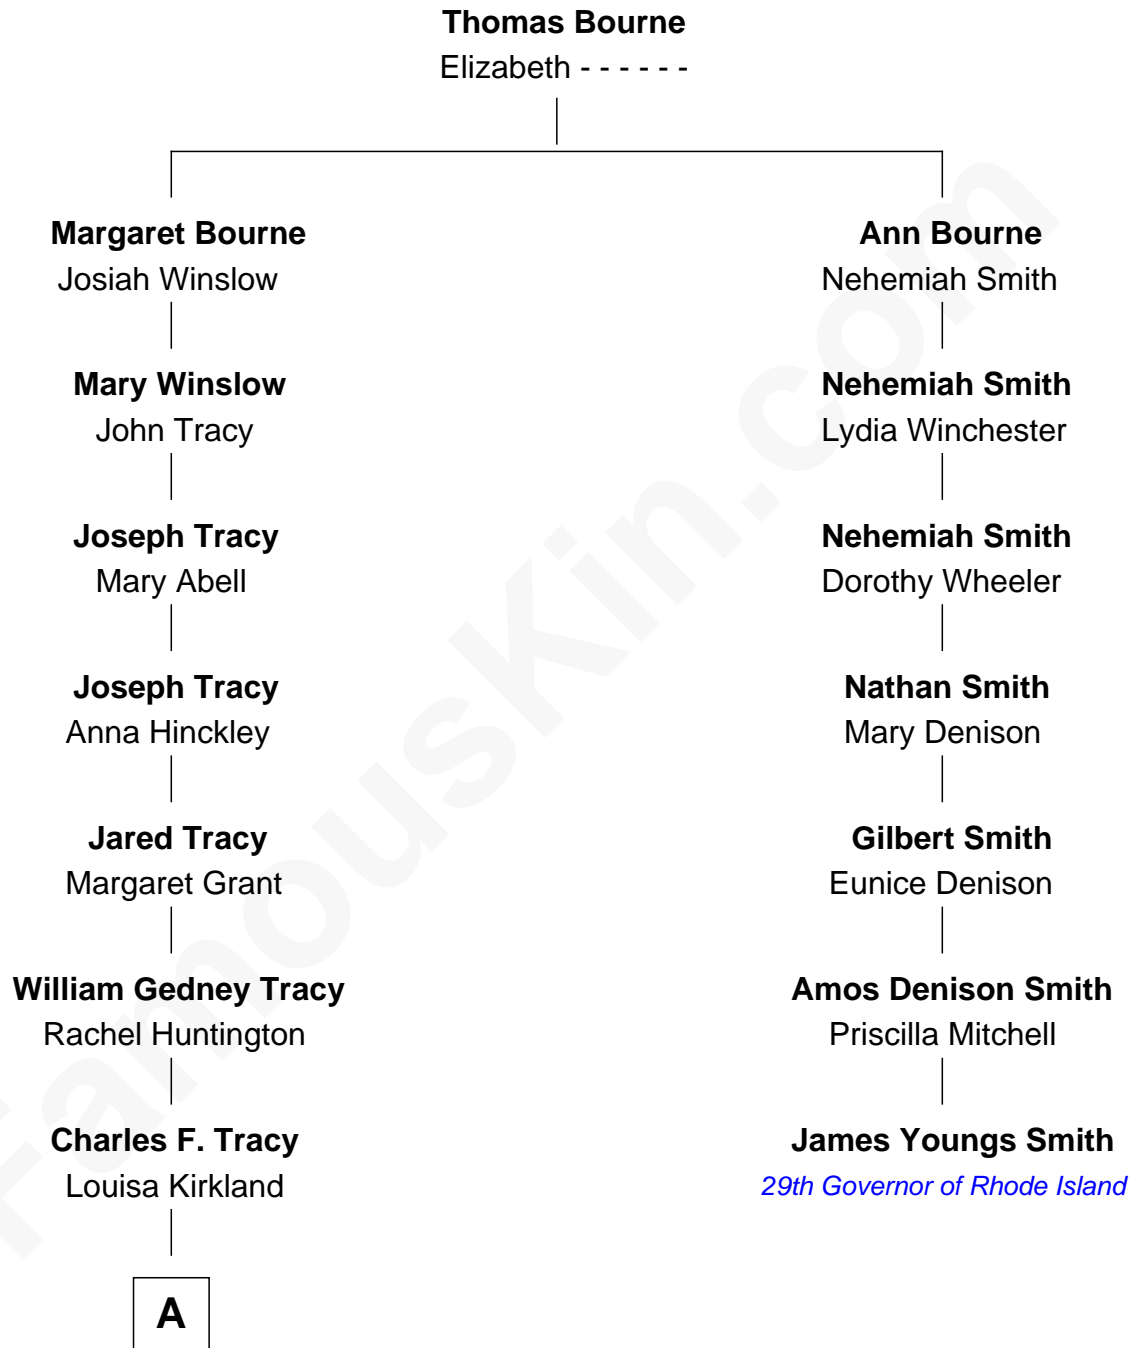 Thomas Bourne
Elizabeth - - - - - -
Margaret Bourne
Josiah Winslow
Ann Bourne
Nehemiah Smith
Mary Winslow
John Tracy
Nehemiah Smith
Lydia Winchester
Joseph Tracy
Mary Abell
Nehemiah Smith
Dorothy Wheeler
Joseph Tracy
Anna Hinckley
Nathan Smith
Mary Denison
Jared Tracy
Margaret Grant
Gilbert Smith
Eunice Denison
William Gedney Tracy
Rachel Huntington
Amos Denison Smith
Priscilla Mitchell
Charles F. Tracy
Louisa Kirkland
James Youngs Smith
29th Governor of Rhode Island
A
FamousKin.com